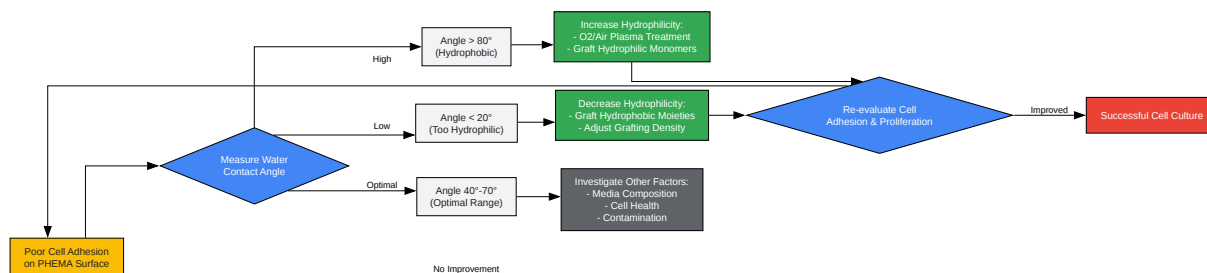 Increase Hydrophilicity:
- O2/Air Plasma Treatment
- Graft Hydrophilic Monomers
Angle > 80°
(Hydrophobic)
High
Decrease Hydrophilicity:
- Graft Hydrophobic Moieties
- Adjust Grafting Density
Angle < 20°
(Too Hydrophilic)
Low
Re-evaluate Cell
Adhesion & Proliferation
Improved
Successful Cell Culture
Measure Water
Contact Angle
Optimal
Angle 40°-70°
(Optimal Range)
Investigate Other Factors:
- Media Composition
- Cell Health
- Contamination
Poor Cell Adhesion
on PHEMA Surface
No Improvement